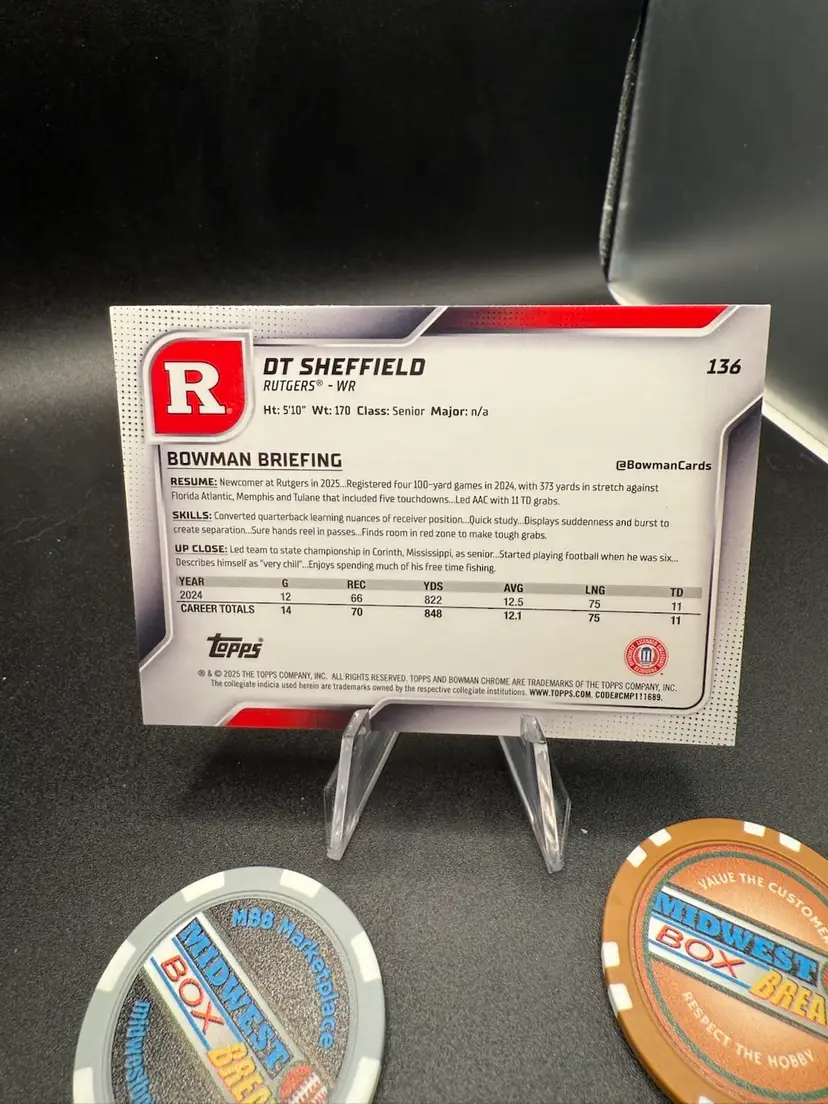 R
DT SHEFFIELD
RUTGERS® - WR
136
Ht: 5'10" Wt: 170 Class: Senior Major: n/a
BOWMAN BRIEFING
@BowmanCards
RESUME: Newcomer at Rutgers in 2025...Registered four 100-yard games in 2024, with 373 yards in stretch against
Florida Atlantic, Memphis and Tulane that included five touchdowns...Led AAC with 11 TD grabs.
SKILLS: Converted quarterback learning nuances of receiver position...Quick study...Displays suddenness and burst to
create separation...Sure hands reel in passes...Finds room in red zone to make tough grabs.
UP CLOSE: Led team to state championship in Corinth, Mississippi, as senior...Started playing football when he was six...
Describes himself as "very chill"...Enjoys spending much of his free time fishing.
YEAR G REC YDS AVG LNG TD
2024 12 66 822 12.5 75 11
CAREER TOTALS 14 70 848 12.1 75 11
Topps®
® & © 2025 THE TOPPS COMPANY, INC. ALL RIGHTS RESERVED. TOPPS AND BOWMAN CHROME ARE TRADEMARKS OF THE TOPPS COMPANY, INC.
The collegiate indicia used herein are trademarks owned by the respective collegiate institutions. WWW.TOPPS.COM. CODE#CMP111689.
MBB Marketplace
MIDWEST
BOX
BREA
VALUE THE CUSTOMER
MIDWEST
BOX
BREA
RESPECT THE HOBBY